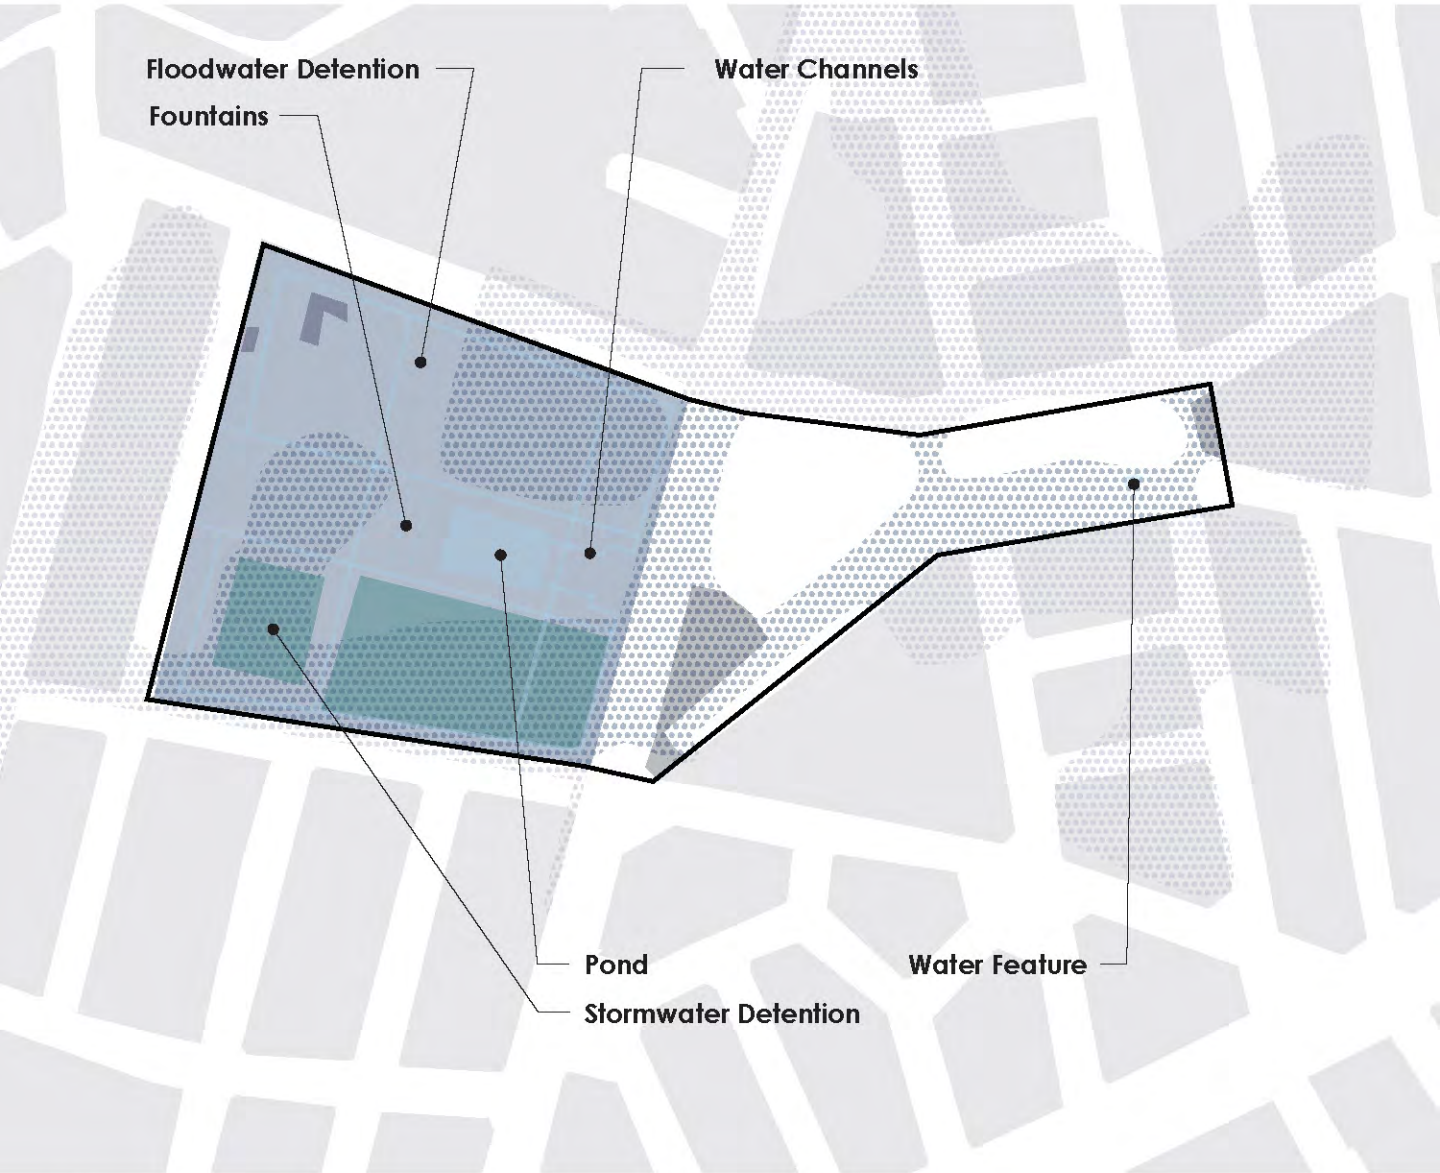 Floodwater Detention
Water Channels
Fountains
Pond
Water Feature
Stormwater Detention